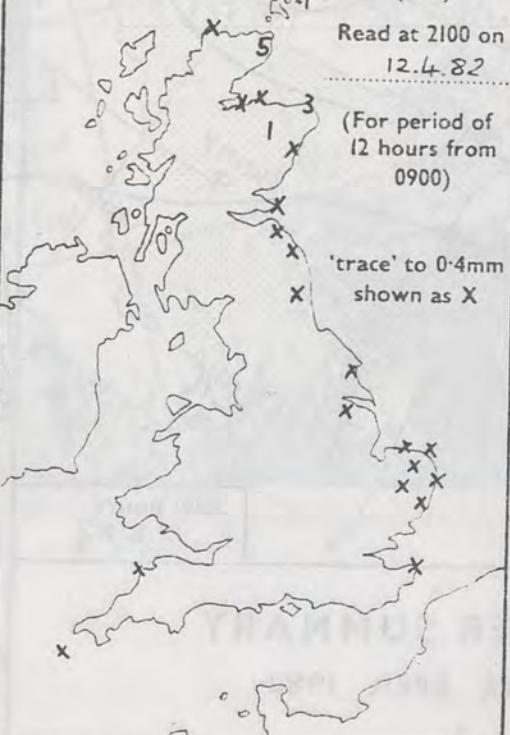 Read at 2100 on
12.4.82
(For period of
12 hours from
0900)
'trace' to 0·4mm
shown as X
X
5
X X
3
1
X
X
X
X
X
X
X
X X
X
X X
X
X
X
X